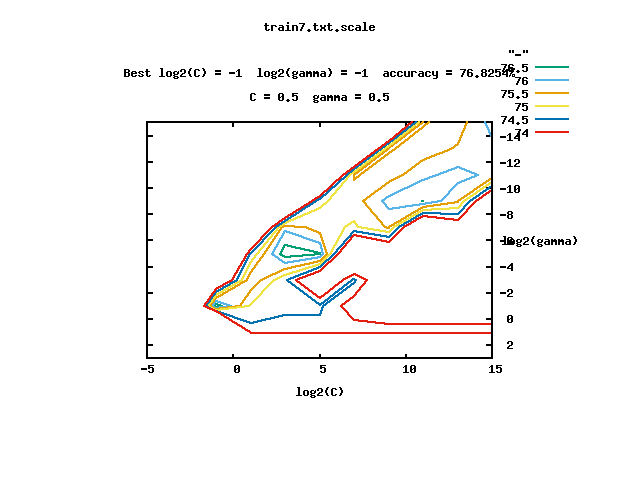 train7.txt.scale
"-"
Best log2(C) = -1  log2(gamma) = -1  accuracy = 76.8254%
76.5
76
C = 0.5  gamma = 0.5
75.5
75
74.5
74
-14
-12
-10
-8
-6
log2(gamma)
-4
-2
0
2
-5 0 5 10 15
log2(C)